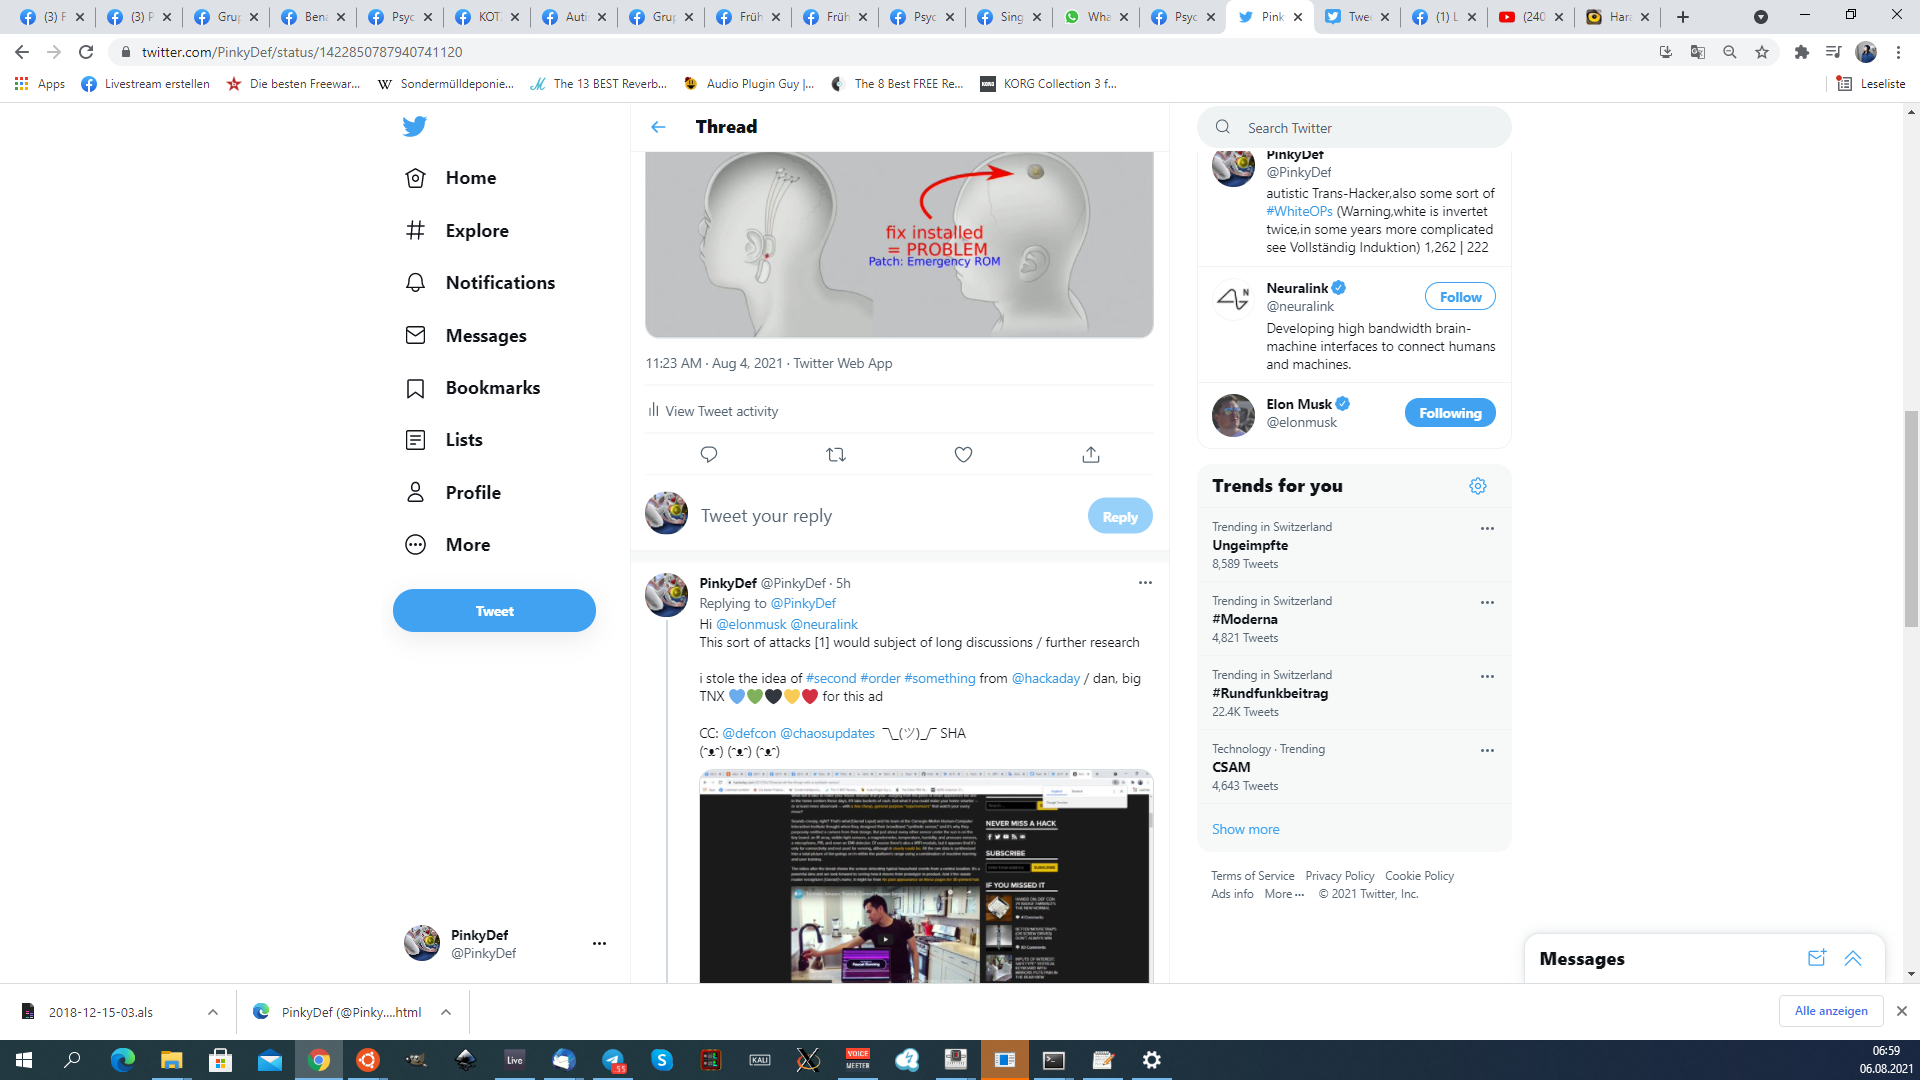 (3) F
(3) P
Grup
Bena
Psyc
KOT
Auti
Grup
Früh
Früh
Psyc
Sing
Wha
Psyc
Pink
Twe
(1) L
(240
Har
twitter.com/PinkyDef/status/1422850787940741120
Apps
Livestream erstellen
Die besten Freewar...
Sondermülldeponie...
The 13 BEST Reverb...
Audio Plugin Guy |...
The 8 Best FREE Re...
KORG Collection 3 f...
Leseliste
Home
Explore
Notifications
Messages
Bookmarks
Lists
Profile
More
Tweet
PinkyDef
@PinkyDef
Thread
fix installed
= PROBLEM
Patch: Emergency ROM
11:23 AM · Aug 4, 2021 · Twitter Web App
View Tweet activity
Tweet your reply
Reply
PinkyDef @PinkyDef · 5h
Replying to @PinkyDef
Hi @elonmusk @neuralink
This sort of attacks [1] would subject of long discussions / further research
i stole the idea of #second #order #something from @hackaday / dan, big
TNX 💙💚🖤💛❤️ for this ad
CC: @defcon @chaosupdates ¯\_(ツ)_/¯ SHA
(ᵔᴥᵔ) (ᵔᴥᵔ) (ᵔᴥᵔ)
NEVER MISS A HACK
SUBSCRIBE
SUBSCRIBE
IF YOU MISSED IT
Faucet Running
Search Twitter
PinkyDef
@PinkyDef
autistic Trans-Hacker,also some sort of
#WhiteOPs (Warning,white is invertet
twice,in some years more complicated
see Vollständig Induktion) 1,262 | 222
Neuralink
@neuralink
Follow
Developing high bandwidth brain-
machine interfaces to connect humans
and machines.
Elon Musk
@elonmusk
Following
Trends for you
Trending in Switzerland
Ungeimpfte
8,589 Tweets
Trending in Switzerland
#Moderna
4,821 Tweets
Trending in Switzerland
#Rundfunkbeitrag
22.4K Tweets
Technology · Trending
CSAM
4,643 Tweets
Show more
Terms of Service Privacy Policy Cookie Policy
Ads info More ··· © 2021 Twitter, Inc.
Messages
2018-12-15-03.als
PinkyDef (@Pinky....html
Alle anzeigen
Live
55
KALI
VOICE
MEETER
06:59
06.08.2021